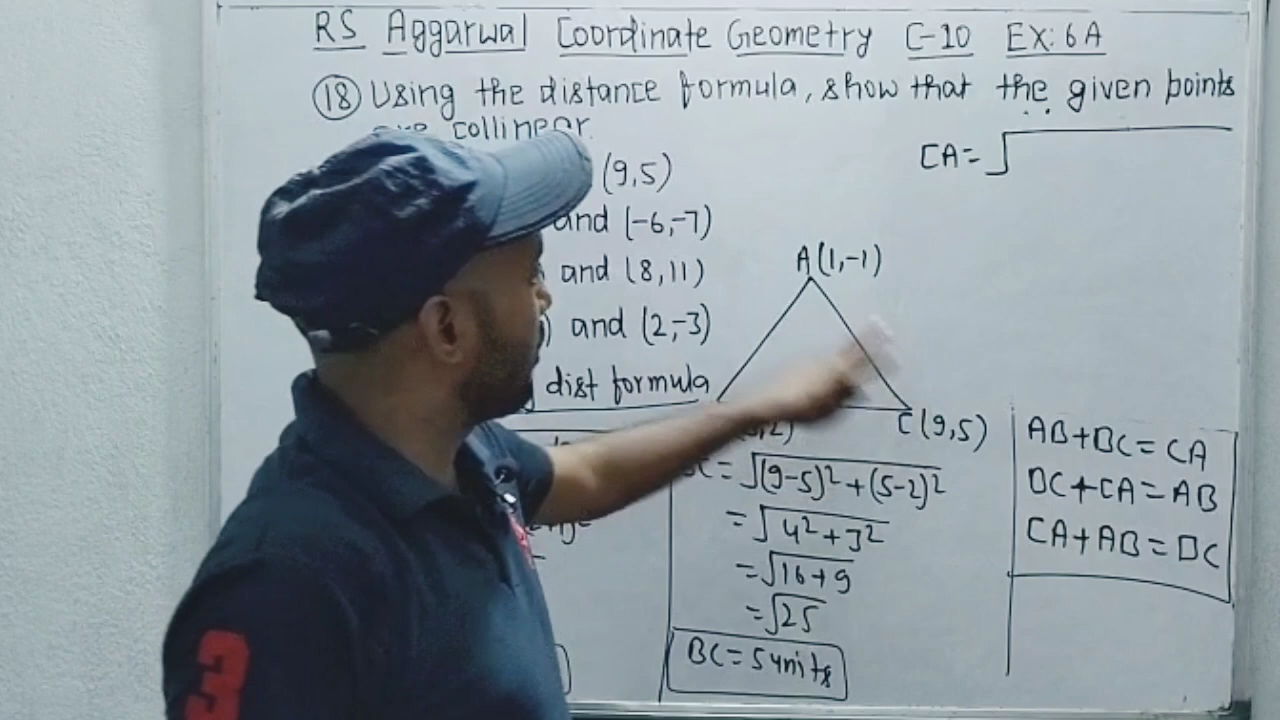 RS Aggarwal Coordinate Geometry C-10 EX: 6A
(18) Using the distance formula, show that the given points
are collinear.
CA=√
(9,5)
and (-6,-7)
and (8,11)
) and (2,-3)
dist formula
A(1,-1)
,2)
C(9,5)
BC = √(9-5)² + (5-2)²
= √4² + 3²
= √16 + 9
= √25
BC = 5 units
AB + BC = CA
BC + CA = AB
CA + AB = BC
3